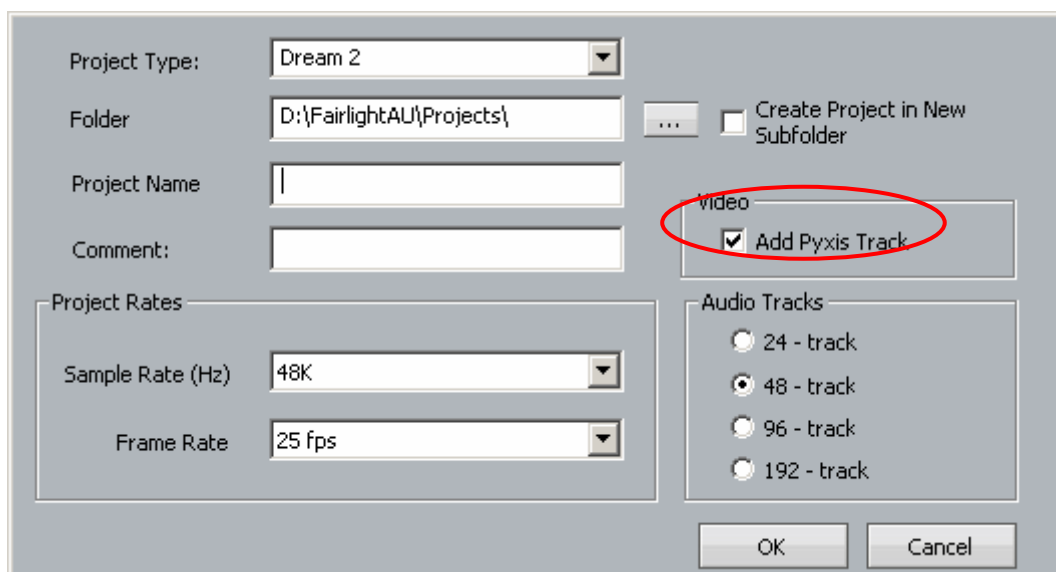 Project Type:
Dream 2
Folder
D:\FairlightAU\Projects\
...
Create Project in New
Subfolder
Project Name
Comment:
Video
Add Pyxis Track
Project Rates
Sample Rate (Hz)
48K
Frame Rate
25 fps
Audio Tracks
24 - track
48 - track
96 - track
192 - track
OK
Cancel